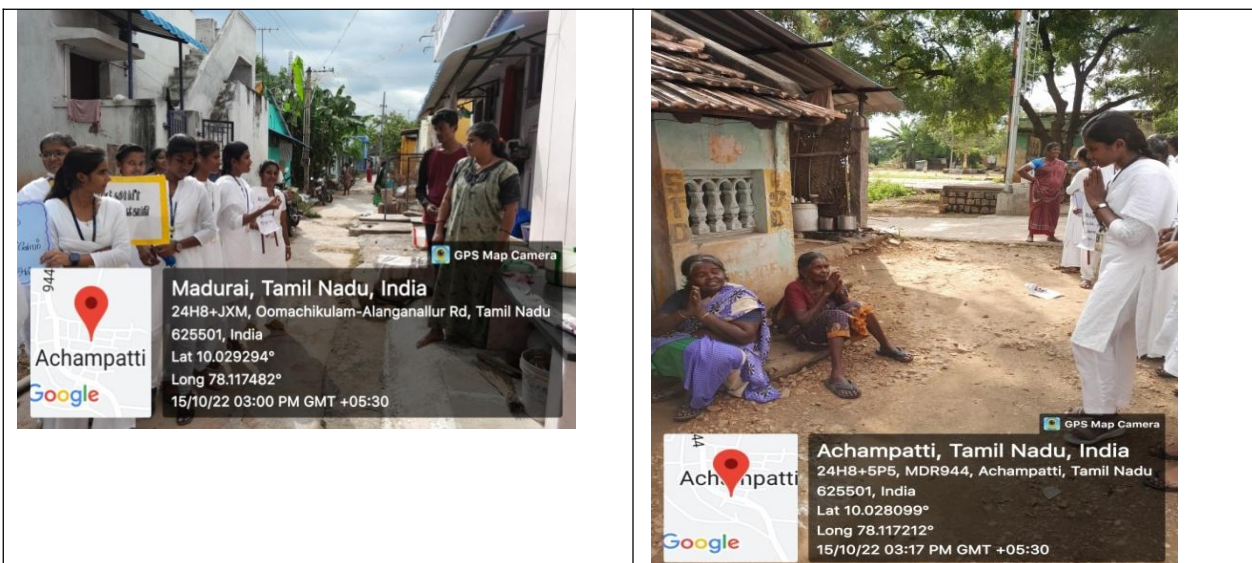 GPS Map Camera
944
Achampatti
Google
Madurai, Tamil Nadu, India
24H8+JXM, Oomachikulam-Alanganallur Rd, Tamil Nadu
625501, India
Lat 10.029294°
Long 78.117482°
15/10/22 03:00 PM GMT +05:30
STD
GPS Map Camera
44
Google
Achampatti, Tamil Nadu, India
24H8+5P5, MDR944, Achampatti, Tamil Nadu
625501, India
Lat 10.028099°
Long 78.117212°
15/10/22 03:17 PM GMT +05:30